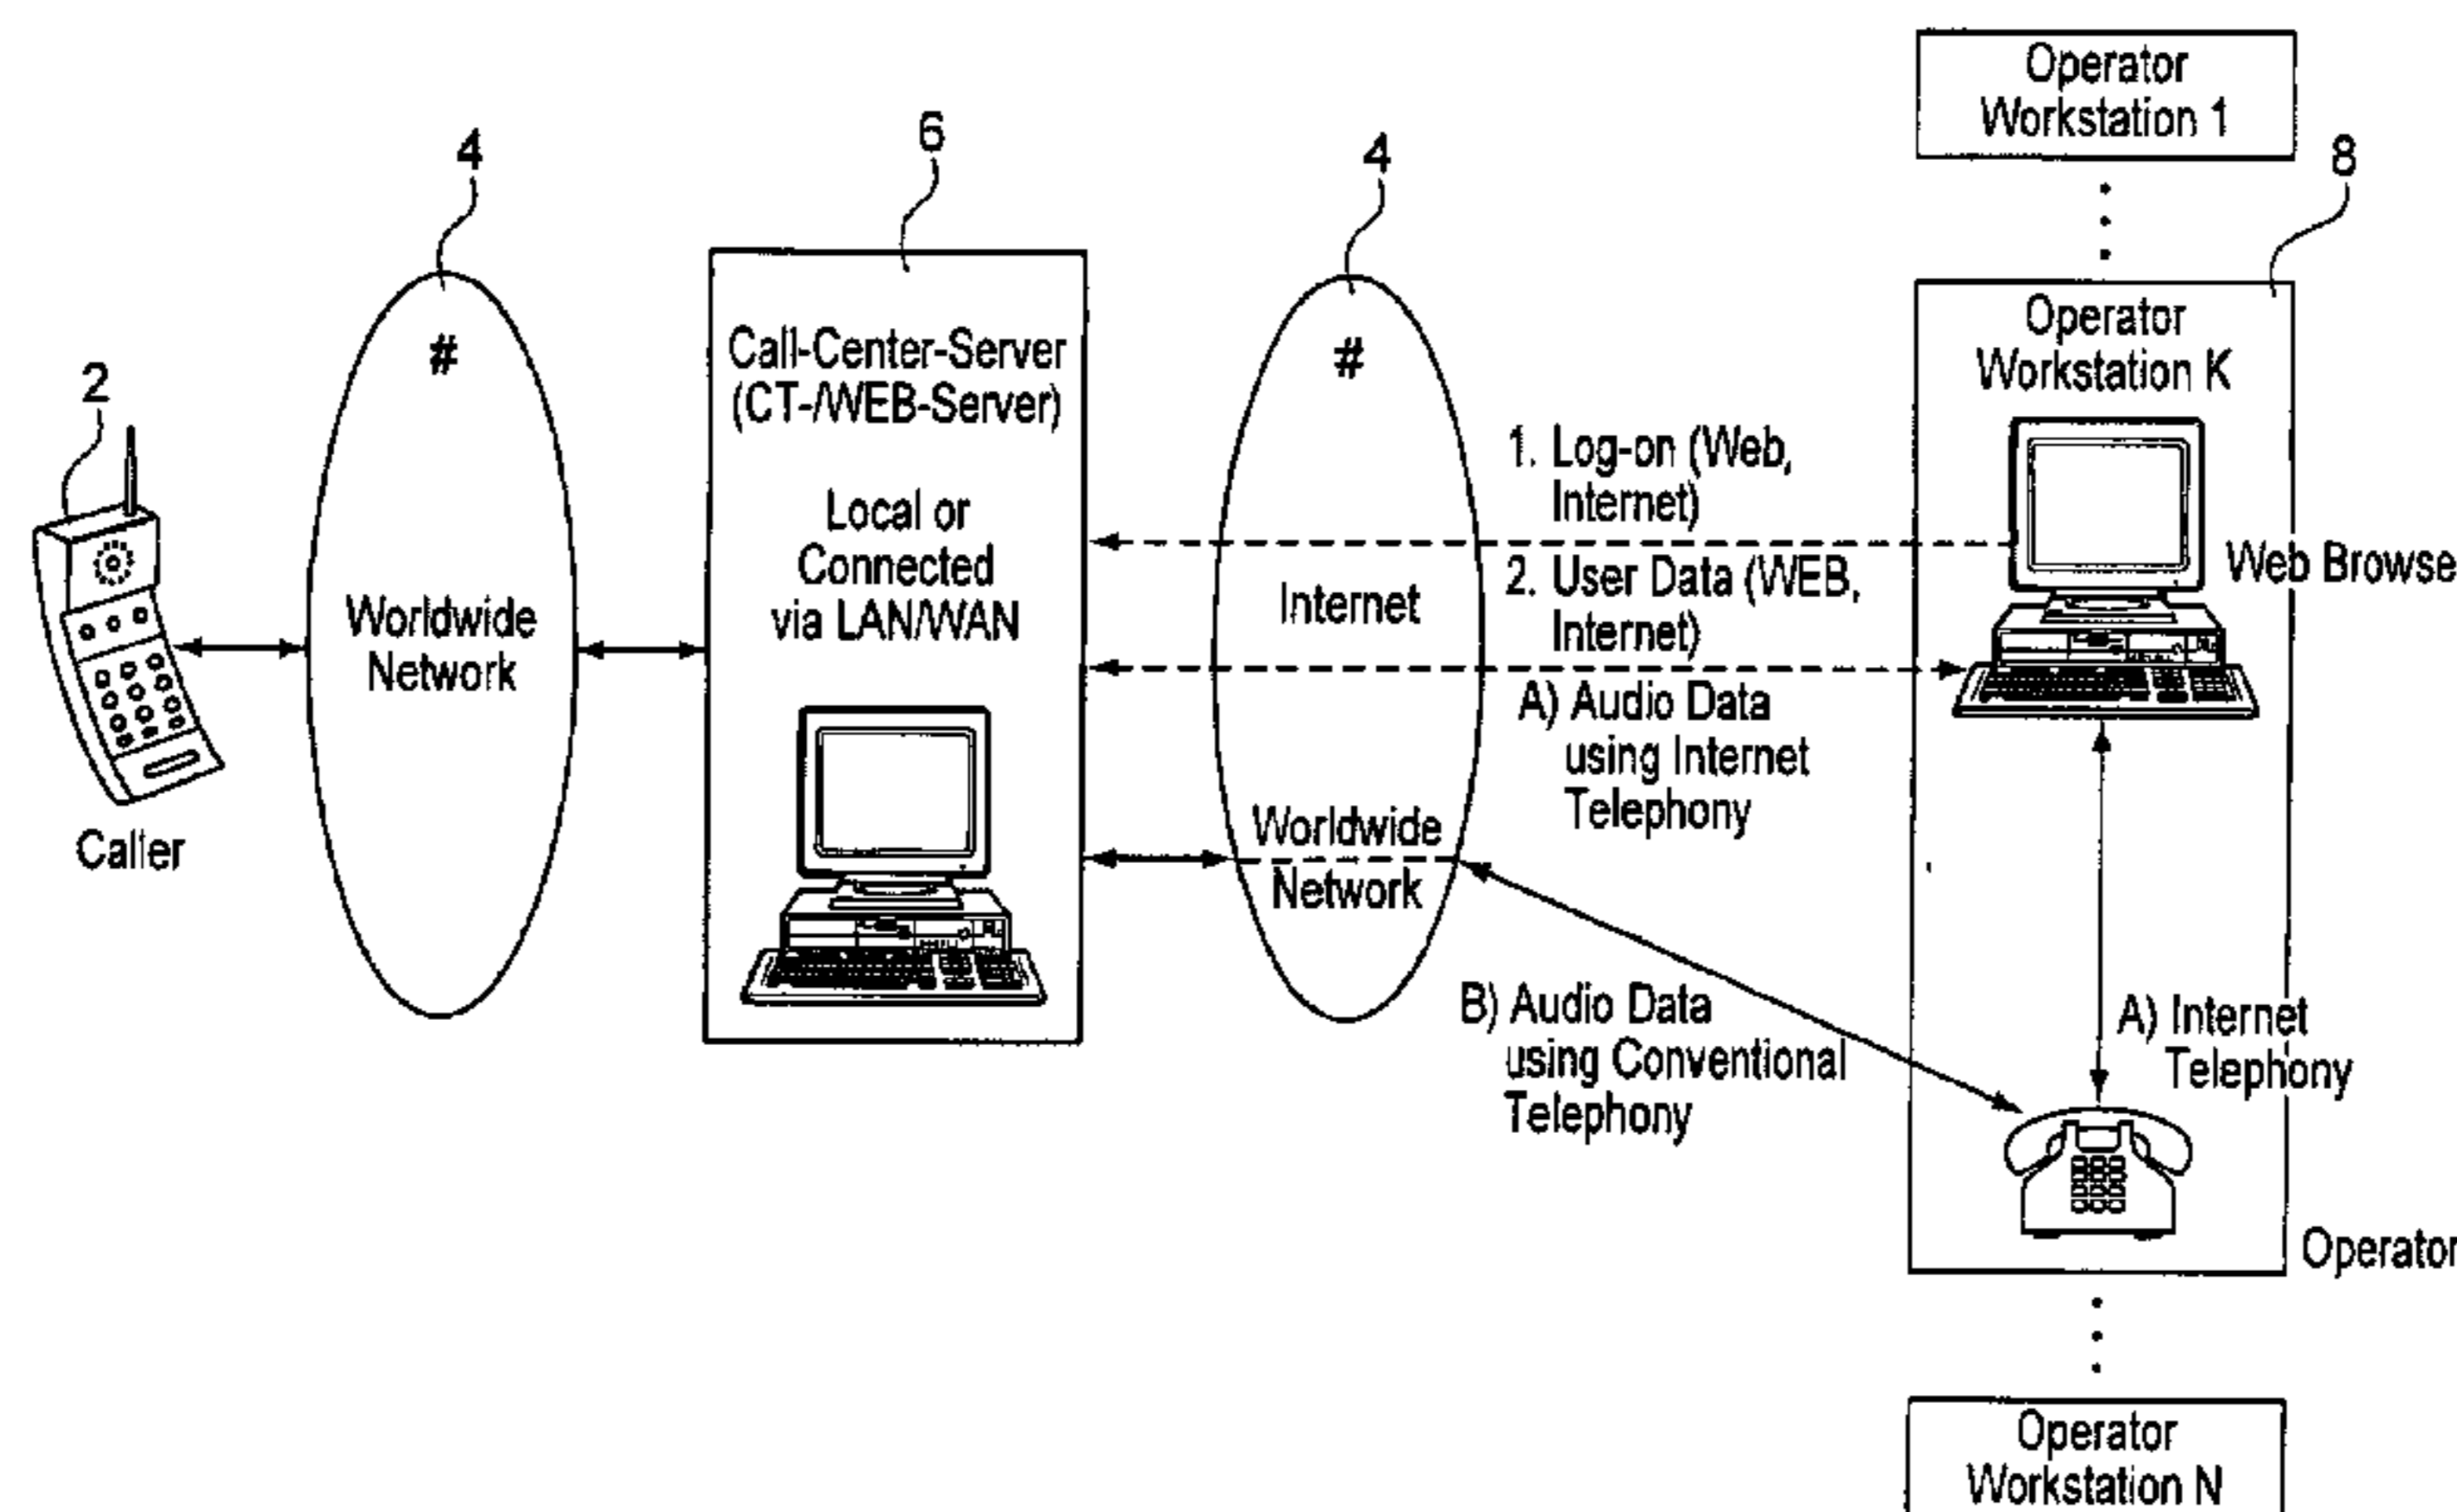 2
Caller
4
#
Worldwide
Network
6
Call-Center-Server
(CT-/WEB-Server)
Local or
Connected
via LAN/WAN
4
#
Internet
Worldwide
Network
1. Log-on (Web,
Internet)
2. User Data (WEB,
Internet)
A) Audio Data
using Internet
Telephony
B) Audio Data
using Conventional
Telephony
Operator
Workstation 1
8
Operator
Workstation K
Web Browse
A) Internet
Telephony
Operator
Operator
Workstation N